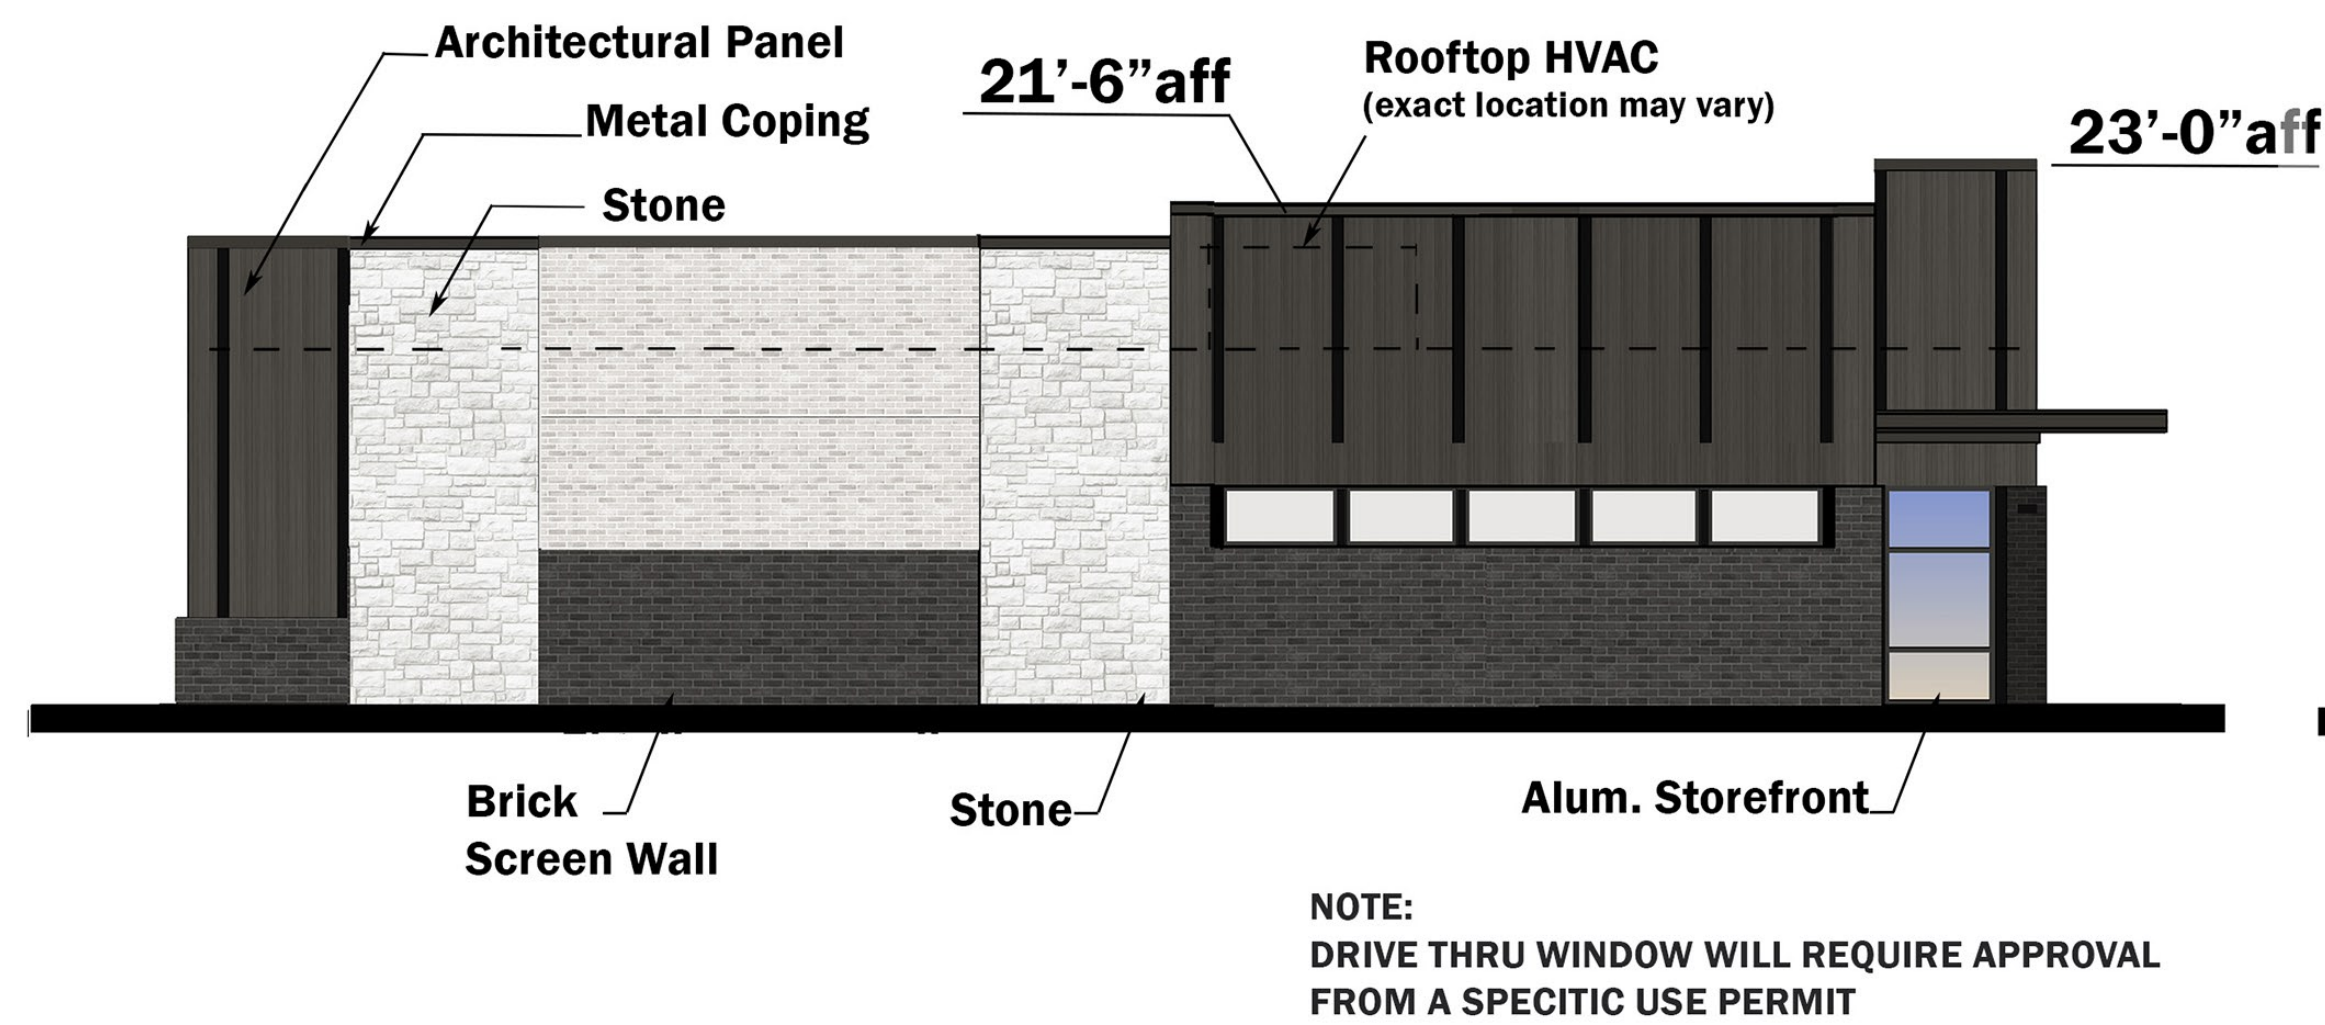 Architectural Panel
Metal Coping
Stone
21’-6”aff
Rooftop HVAC
(exact location may vary)
23’-0”aff
Brick
Screen Wall
Stone
Alum. Storefront
NOTE:
DRIVE THRU WINDOW WILL REQUIRE APPROVAL
FROM A SPECITIC USE PERMIT